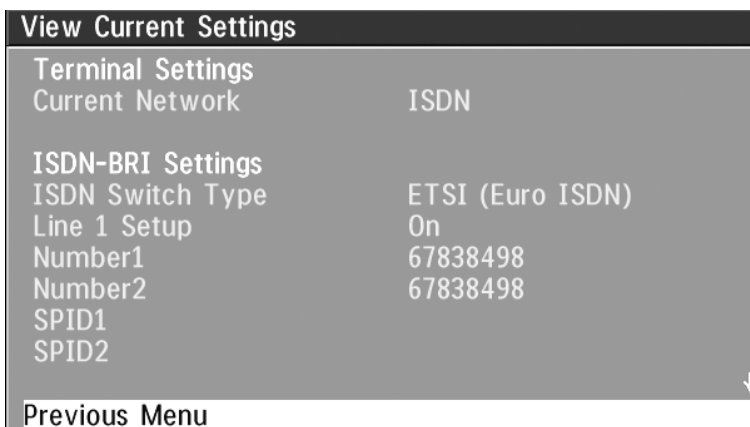 View Current Settings
Terminal Settings
Current Network ISDN
ISDN-BRI Settings
ISDN Switch Type ETSI (Euro ISDN)
Line 1 Setup On
Number1 67838498
Number2 67838498
SPID1
SPID2
Previous Menu